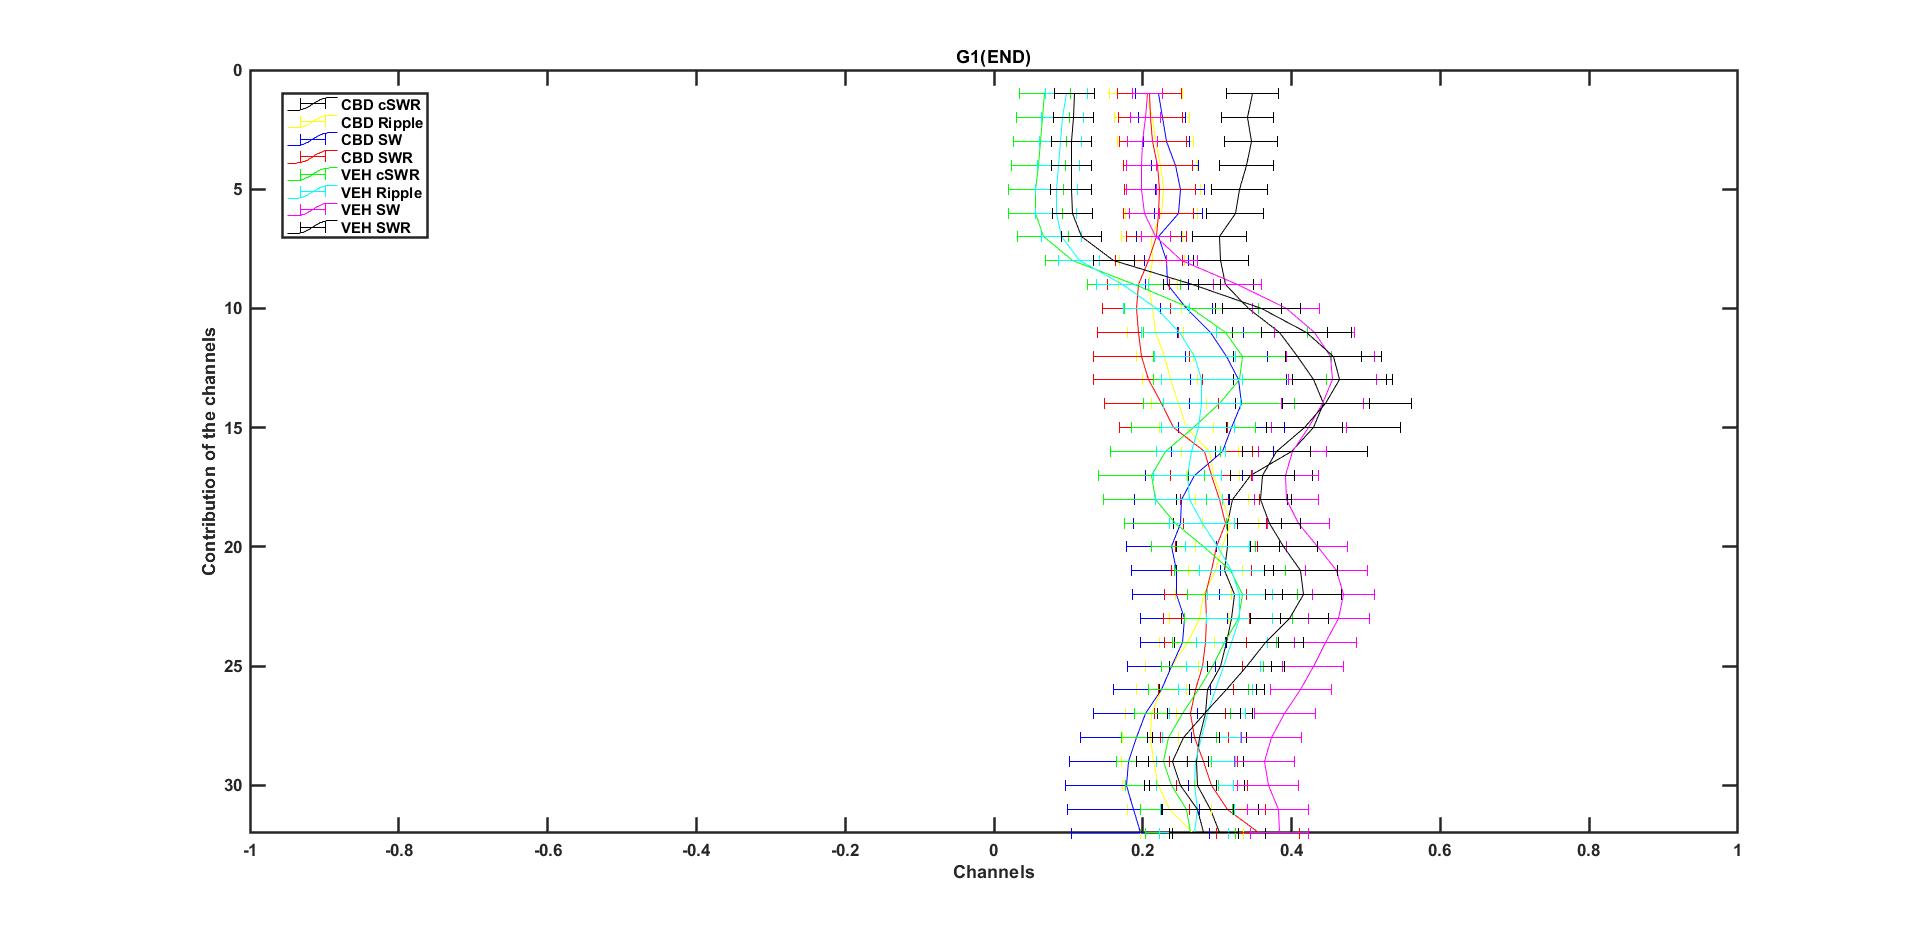 G1(END)
CBD cSWR
CBD Ripple
CBD SW
CBD SWR
VEH cSWR
VEH Ripple
VEH SW
VEH SWR
Contribution of the channels
0
5
10
15
20
25
30
-1
-0.8
-0.6
-0.4
-0.2
0
0.2
0.4
0.6
0.8
1
Channels